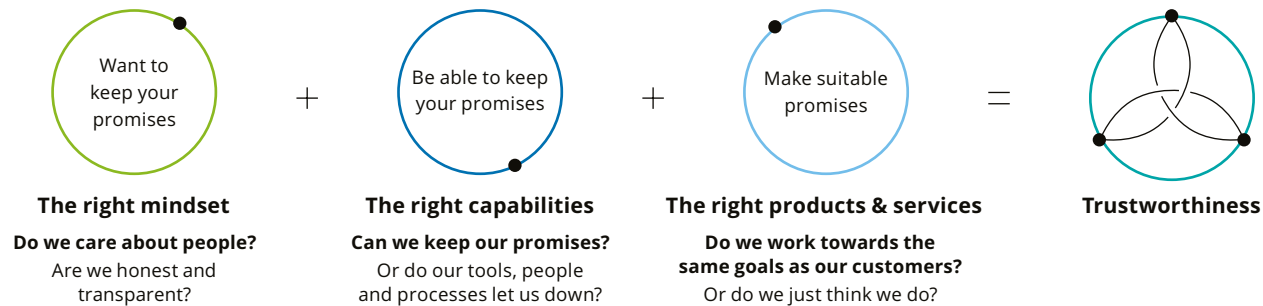 Want to
keep your
promises
+
Be able to keep
your promises
+
Make suitable
promises
=
The right mindset
Do we care about people?
Are we honest and
transparent?
The right capabilities
Can we keep our promises?
Or do our tools, people
and processes let us down?
The right products & services
Do we work towards the
same goals as our customers?
Or do we just think we do?
Trustworthiness